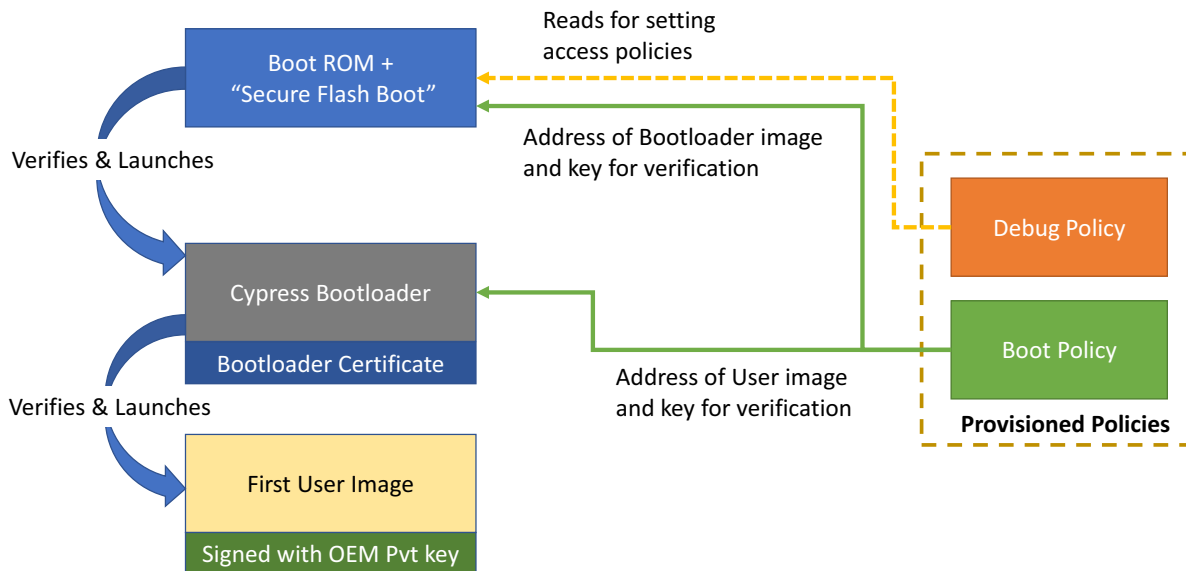 Reads for setting
access policies
Boot ROM +
“Secure Flash Boot”
Verifies & Launches
Address of Bootloader image
and key for verification
Debug Policy
Cypress Bootloader
Bootloader Certificate
Boot Policy
Address of User image
and key for verification
Provisioned Policies
Verifies & Launches
First User Image
Signed with OEM Pvt key